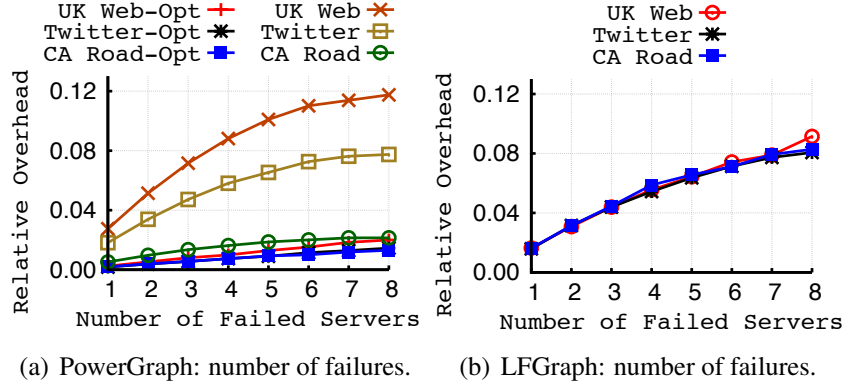 UK Web-Opt
Twitter-Opt
CA Road-Opt
UK Web
Twitter
CA Road
Relative Overhead
0.12
0.08
0.04
0.00
1 2 3 4 5 6 7 8
Number of Failed Servers
(a) PowerGraph: number of failures.
UK Web
Twitter
CA Road
Relative Overhead
0.12
0.08
0.04
0.00
1 2 3 4 5 6 7 8
Number of Failed Servers
(b) LFGraph: number of failures.